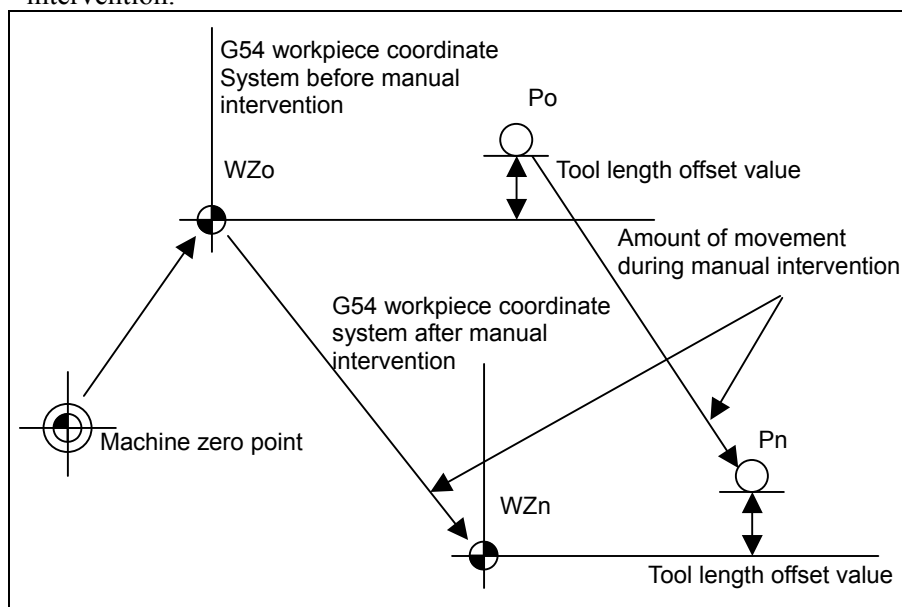 intervention.
G54 workpiece coordinate
System before manual
intervention
Po
WZo
Tool length offset value
Amount of movement
during manual intervention
G54 workpiece coordinate
system after manual
intervention
Machine zero point
Pn
WZn
Tool length offset value